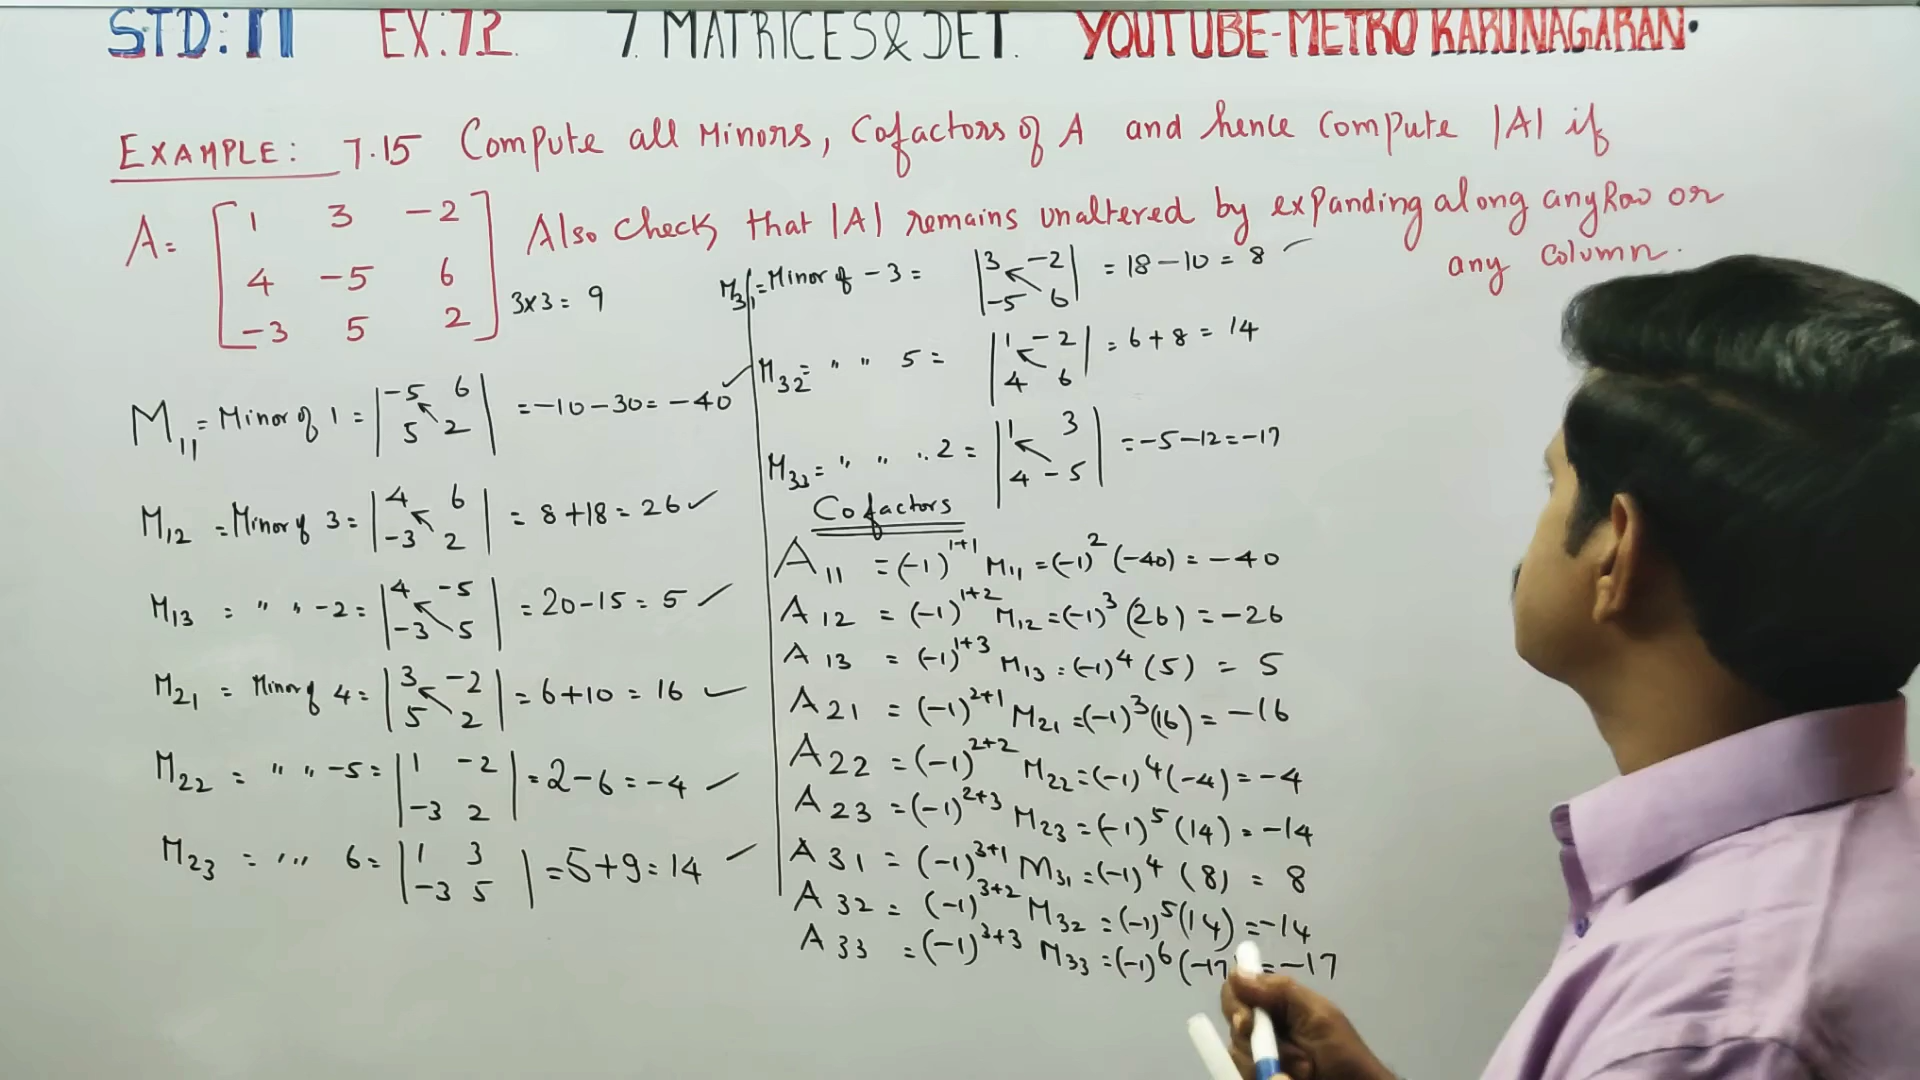 STD: 11 EX: 7.2. 7. MATRICES & DET. YOUTUBE-METRO KARUNAGARAN.
EXAMPLE: 7.15 Compute all Minors, Cofactors of A and hence compute |A| if
A= [ 1 3 -2 Also check that |A| remains unaltered by expanding along any Row or
any column.
4 -5 6
-3 5 2 ] 3x3 = 9
M11 = Minor of 1 = |-5 6 5 2| = -10-30 = -40 ✓
M12 = Minor of 3 = |4 6 -3 2| = 8+18 = 26 ✓
M13 = " " -2 = |4 -5 -3 5| = 20-15 = 5 ✓
M21 = Minor of 4 = |3 -2 5 2| = 6+10 = 16 ✓
M22 = " " -5 = |1 -2 -3 2| = 2-6 = -4 ✓
M23 = " " 6 = |1 3 -3 5| = 5+9 = 14 ✓
M31 = Minor of -3 = |3 -2 -5 6| = 18-10 = 8 ✓
M32 = " " 5 = |1 -2 4 6| = 6+8 = 14
M33 = " " .. 2 = |1 3 4 -5| = -5-12 = -17
Cofactors
A11 = (-1)^1+1 M11 = (-1)^2 (-40) = -40
A12 = (-1)^1+2 M12 = (-1)^3 (26) = -26
A13 = (-1)^1+3 M13 = (-1)^4 (5) = 5
A21 = (-1)^2+1 M21 = (-1)^3 (16) = -16
A22 = (-1)^2+2 M22 = (-1)^4 (-4) = -4
A23 = (-1)^2+3 M23 = (-1)^5 (14) = -14
A31 = (-1)^3+1 M31 = (-1)^4 (8) = 8
A32 = (-1)^3+2 M32 = (-1)^5 (14) = -14
A33 = (-1)^3+3 M33 = (-1)^6 (-17) = -17